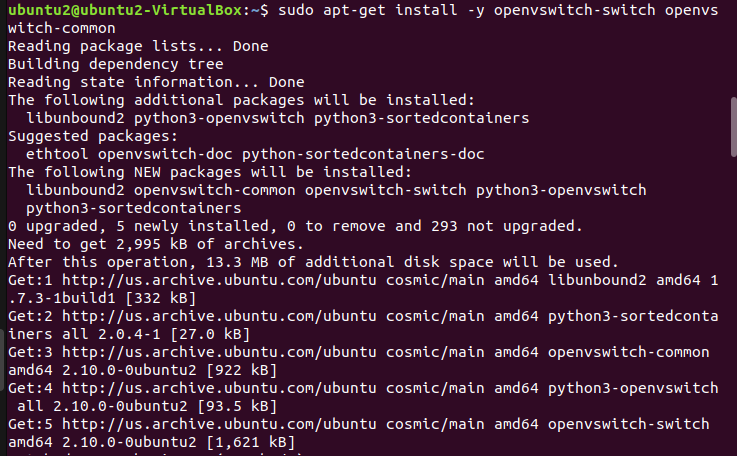 ubuntu2@ubuntu2-VirtualBox:~$ sudo apt-get install -y openvswitch-switch openvs
witch-common
Reading package lists... Done
Building dependency tree
Reading state information... Done
The following additional packages will be installed:
  libunbound2 python3-openvswitch python3-sortedcontainers
Suggested packages:
  ethtool openvswitch-doc python-sortedcontainers-doc
The following NEW packages will be installed:
  libunbound2 openvswitch-common openvswitch-switch python3-openvswitch
  python3-sortedcontainers
0 upgraded, 5 newly installed, 0 to remove and 293 not upgraded.
Need to get 2,995 kB of archives.
After this operation, 13.3 MB of additional disk space will be used.
Get:1 http://us.archive.ubuntu.com/ubuntu cosmic/main amd64 libunbound2 amd64 1
.7.3-1build1 [332 kB]
Get:2 http://us.archive.ubuntu.com/ubuntu cosmic/main amd64 python3-sortedconta
iners all 2.0.4-1 [27.0 kB]
Get:3 http://us.archive.ubuntu.com/ubuntu cosmic/main amd64 openvswitch-common
amd64 2.10.0-0ubuntu2 [922 kB]
Get:4 http://us.archive.ubuntu.com/ubuntu cosmic/main amd64 python3-openvswitch
 all 2.10.0-0ubuntu2 [93.5 kB]
Get:5 http://us.archive.ubuntu.com/ubuntu cosmic/main amd64 openvswitch-switch
amd64 2.10.0-0ubuntu2 [1,621 kB]